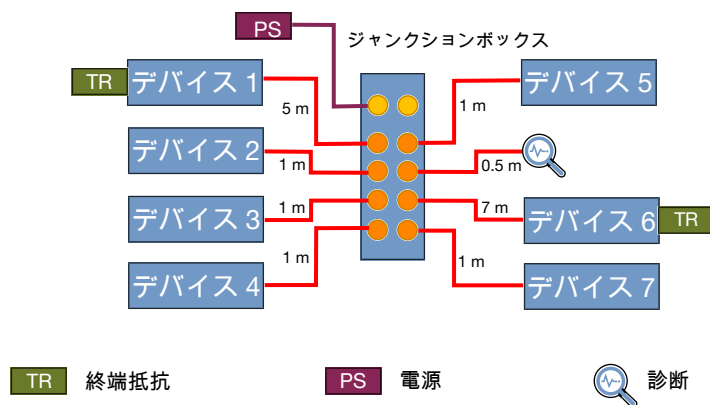 PS
ジャンクションボックス
TR デバイス 1
デバイス 5
5 m
1 m
デバイス 2
1 m
0.5 m
デバイス 3
1 m
7 m
デバイス 6 TR
デバイス 4
1 m
1 m
デバイス 7
TR 終端抵抗
PS 電源
診断